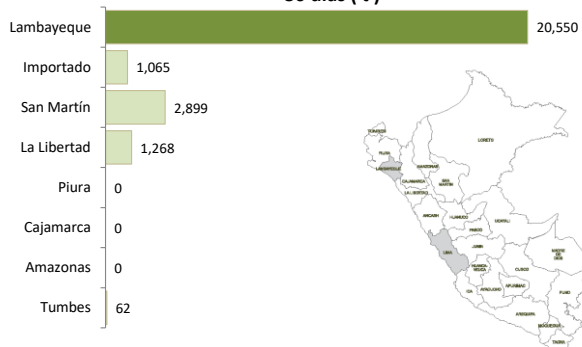 Lambayeque 20,550
Importado 1,065
San Martín 2,899
La Libertad 1,268
Piura 0
Cajamarca 0
Amazonas 0
Tumbes 62
TUMBES
PIURA
LAMBAYEQUE
LORETO
AMAZONAS
CAJAMARCA
SAN MARTIN
LA LIBERTAD
ANCASH
HUANUCO
UCAYALI
PASCO
LIMA
JUNIN
MADRE DE DIOS
HUANCAVELICA
CUSCO
ICA
AYACUCHO
APURIMAC
PUNO
AREQUIPA
MOQUEGUA
TACNA